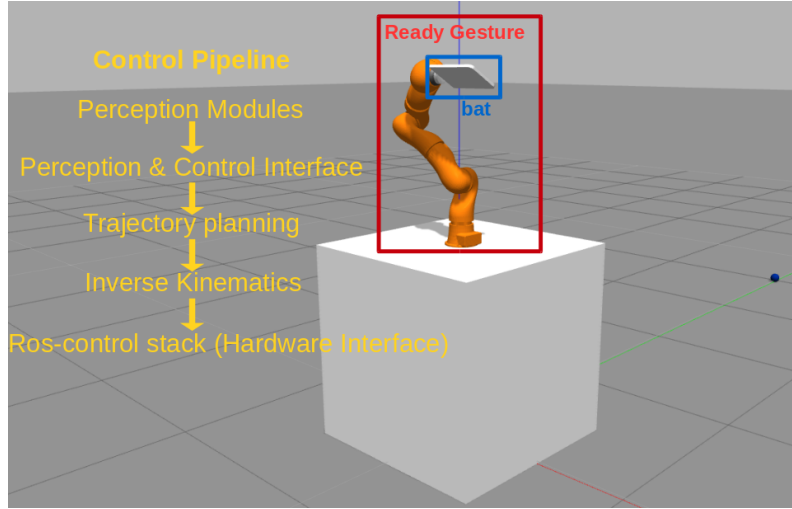 Control Pipeline
Perception Modules
Perception & Control Interface
Trajectory planning
Inverse Kinematics
Ros-control stack (Hardware Interface)
Ready Gesture
bat